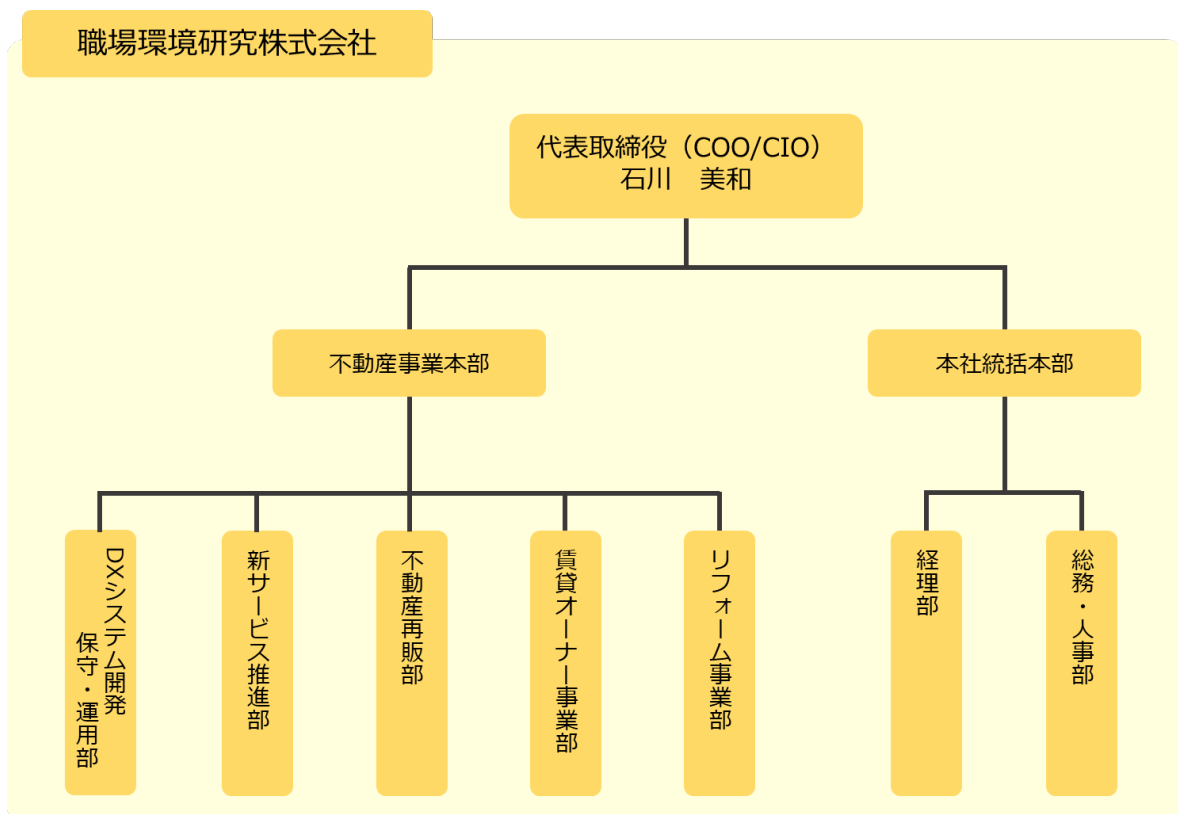 職場環境研究株式会社
代表取締役（COO/CIO）
石川　美和
不動産事業本部
本社統括本部
DXシステム開発
保守・運用部
新サービス推進部
不動産再販部
賃貸オーナー事業部
リフォーム事業部
経理部
総務・人事部